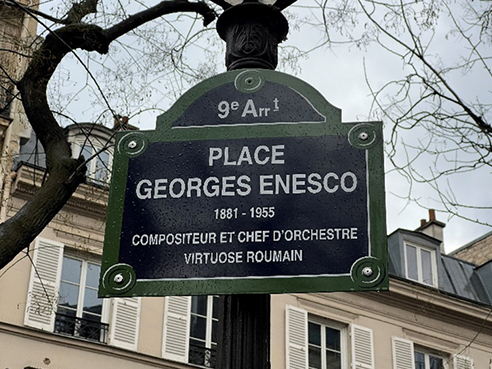 9e Arrt
PLACE
GEORGES ENESCO
1881 - 1955
COMPOSITEUR ET CHEF D'ORCHESTRE
VIRTUOSE ROUMAIN